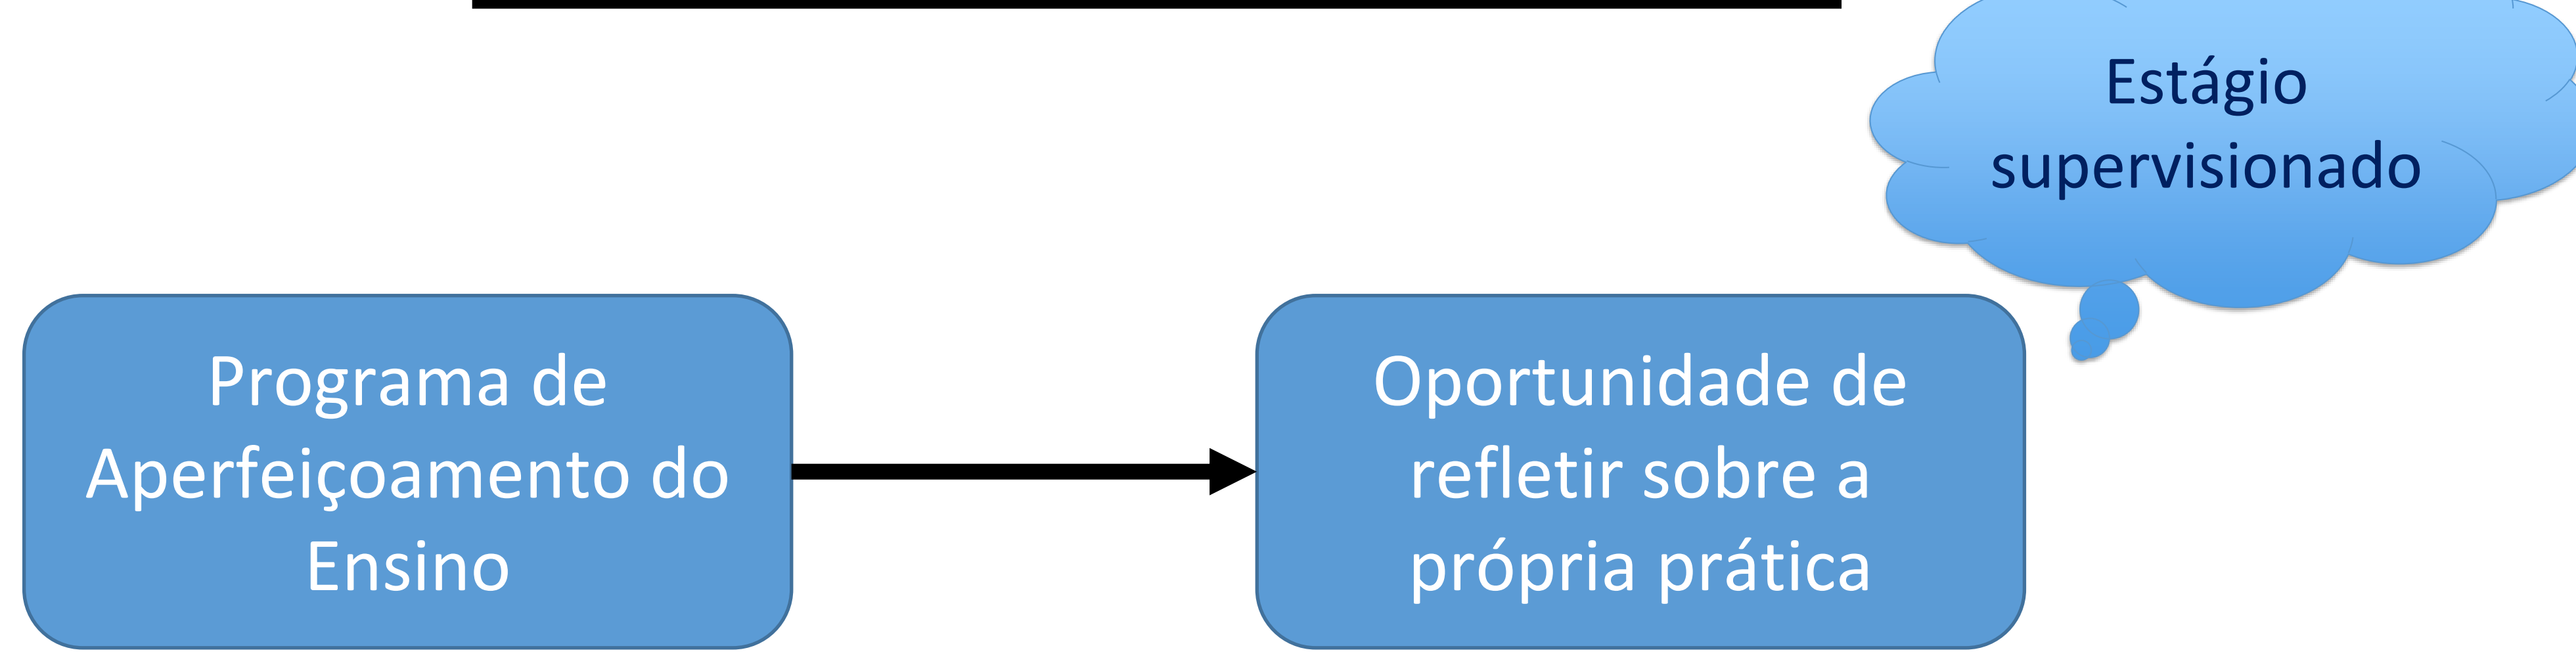 Estágio
supervisionado
Programa de
Aperfeiçoamento do
Ensino
Oportunidade de
refletir sobre a
própria prática